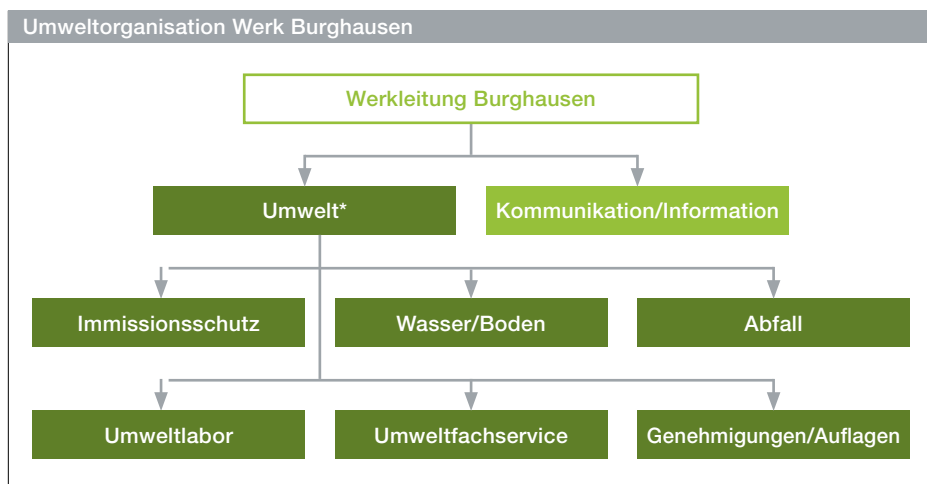 Umweltorganisation Werk Burghausen
Werkleitung Burghausen
Umwelt*
Kommunikation/Information
Immissionsschutz
Wasser/Boden
Abfall
Umweltlabor
Umweltfachservice
Genehmigungen/Auflagen